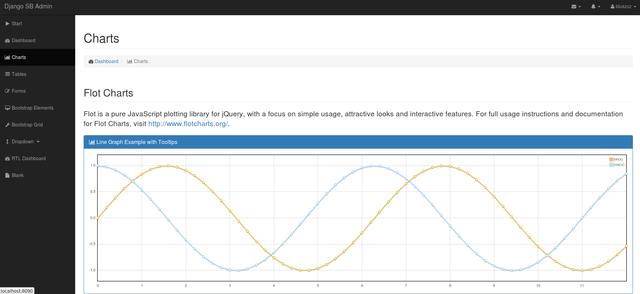 Django SB Admin
Start
Dashboard
Charts
Tables
Forms
Bootstrap Elements
Bootstrap Grid
Dropdown
RTL Dashboard
Blank
Charts
Dashboard / Charts
Flot Charts
Flot is a pure JavaScript plotting library for jQuery, with a focus on simple usage, attractive looks and interactive features. For full usage instructions and documentation
for Flot Charts, visit http://www.flotcharts.org/.
Line Graph Example with Tooltips
1.0
0.5
0.0
-0.5
-1.0
0 1 2 3 4 5 6 7 8 9 10 11
localhost:8090